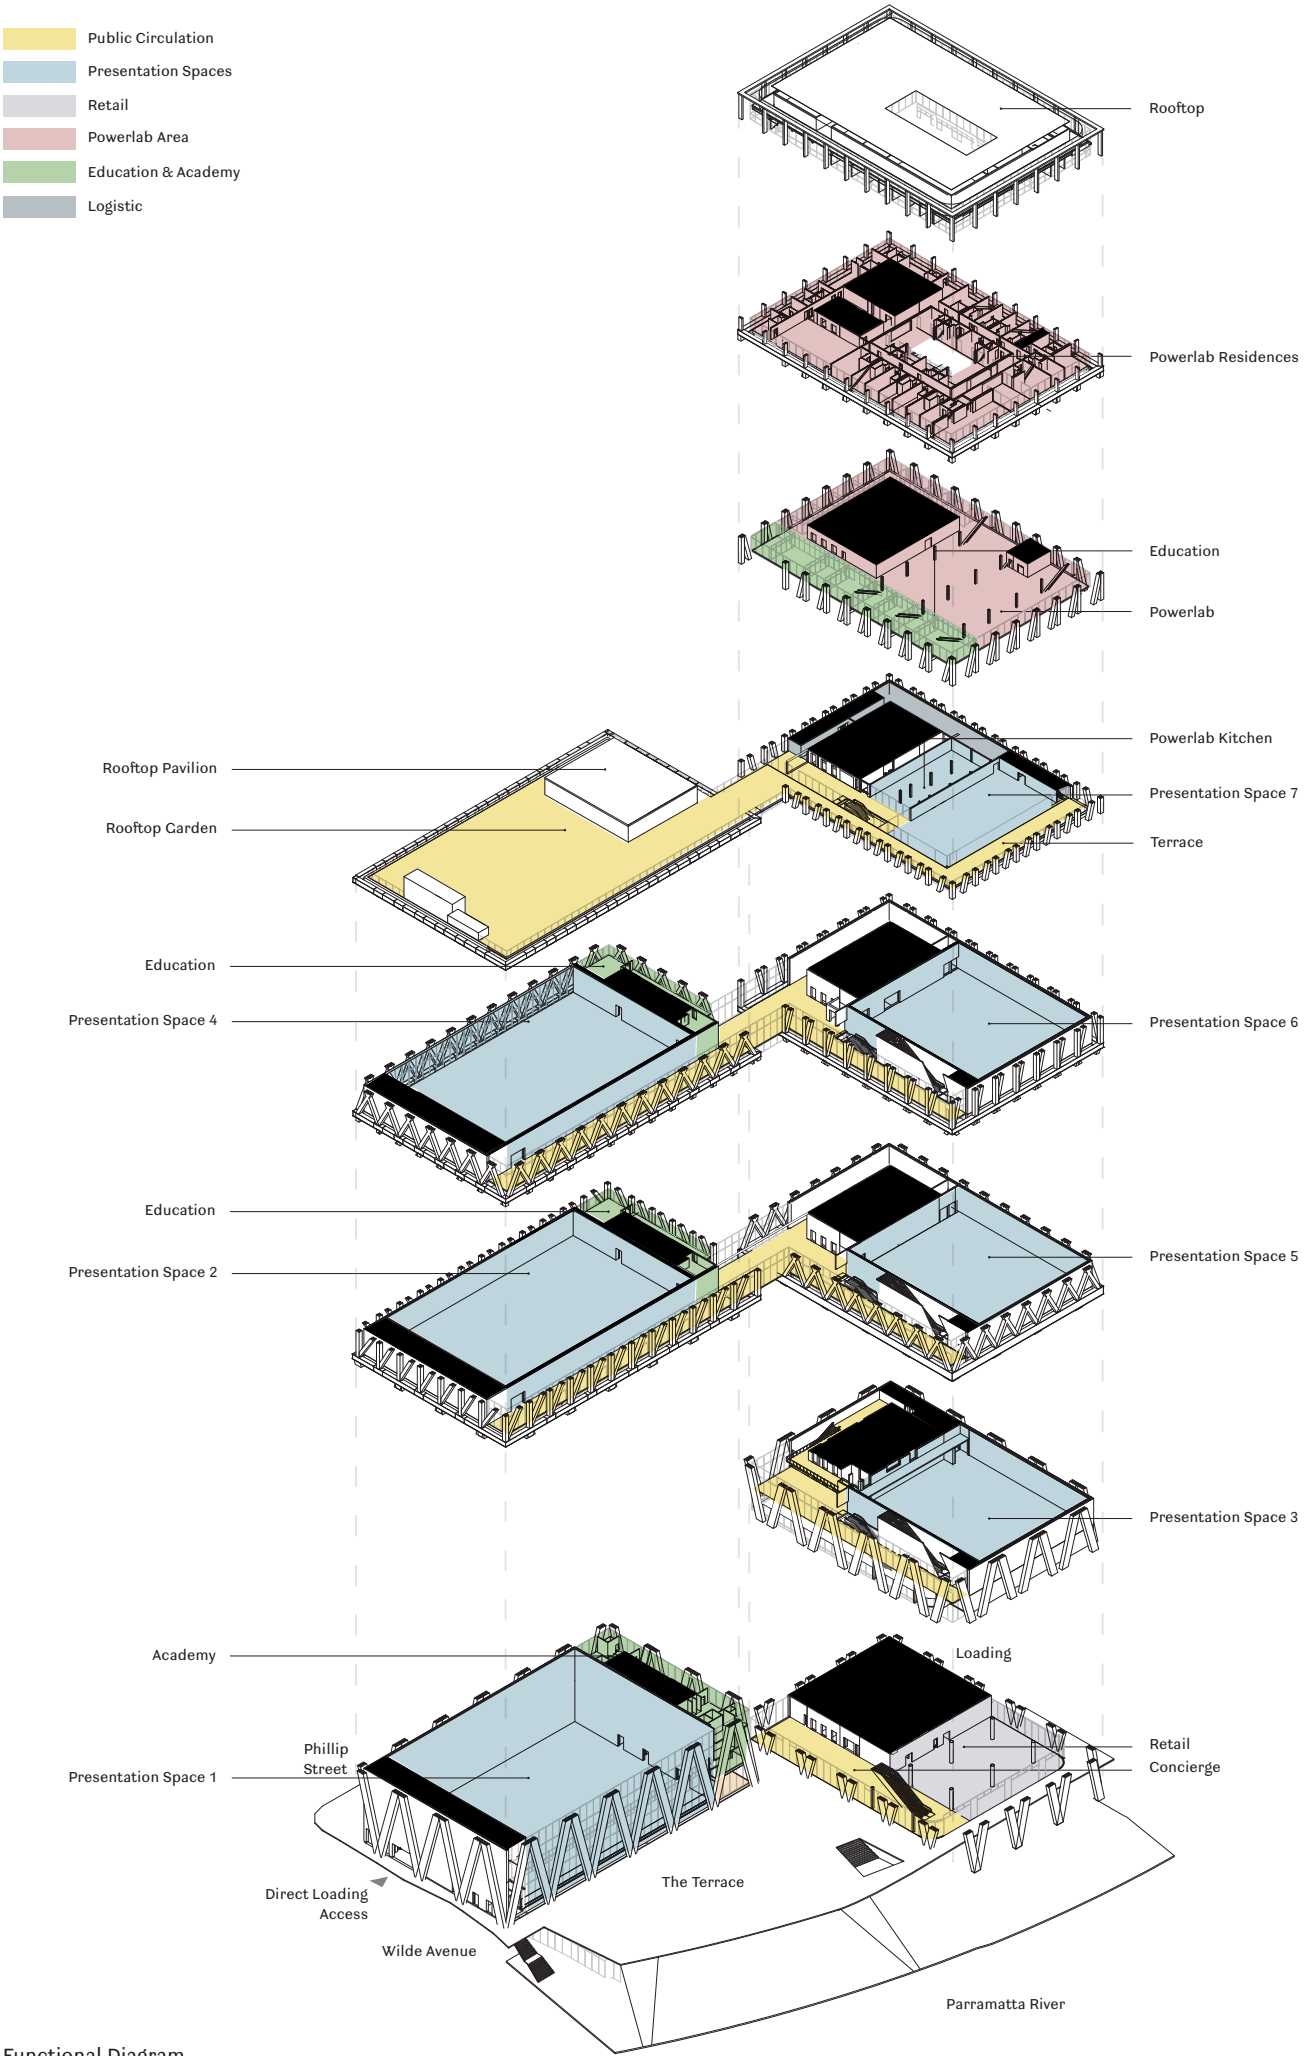 Public Circulation
Presentation Spaces
Retail
Powerlab Area
Education & Academy
Logistic
Rooftop
Powerlab Residences
Education
Powerlab
Powerlab Kitchen
Rooftop Pavilion
Presentation Space 7
Rooftop Garden
Terrace
Education
Presentation Space 4
Presentation Space 6
Education
Presentation Space 5
Presentation Space 2
Presentation Space 3
Academy
Loading
Phillip
Street
Retail
Concierge
Presentation Space 1
The Terrace
Direct Loading
Access
Wilde Avenue
Parramatta River
Functional Diagram